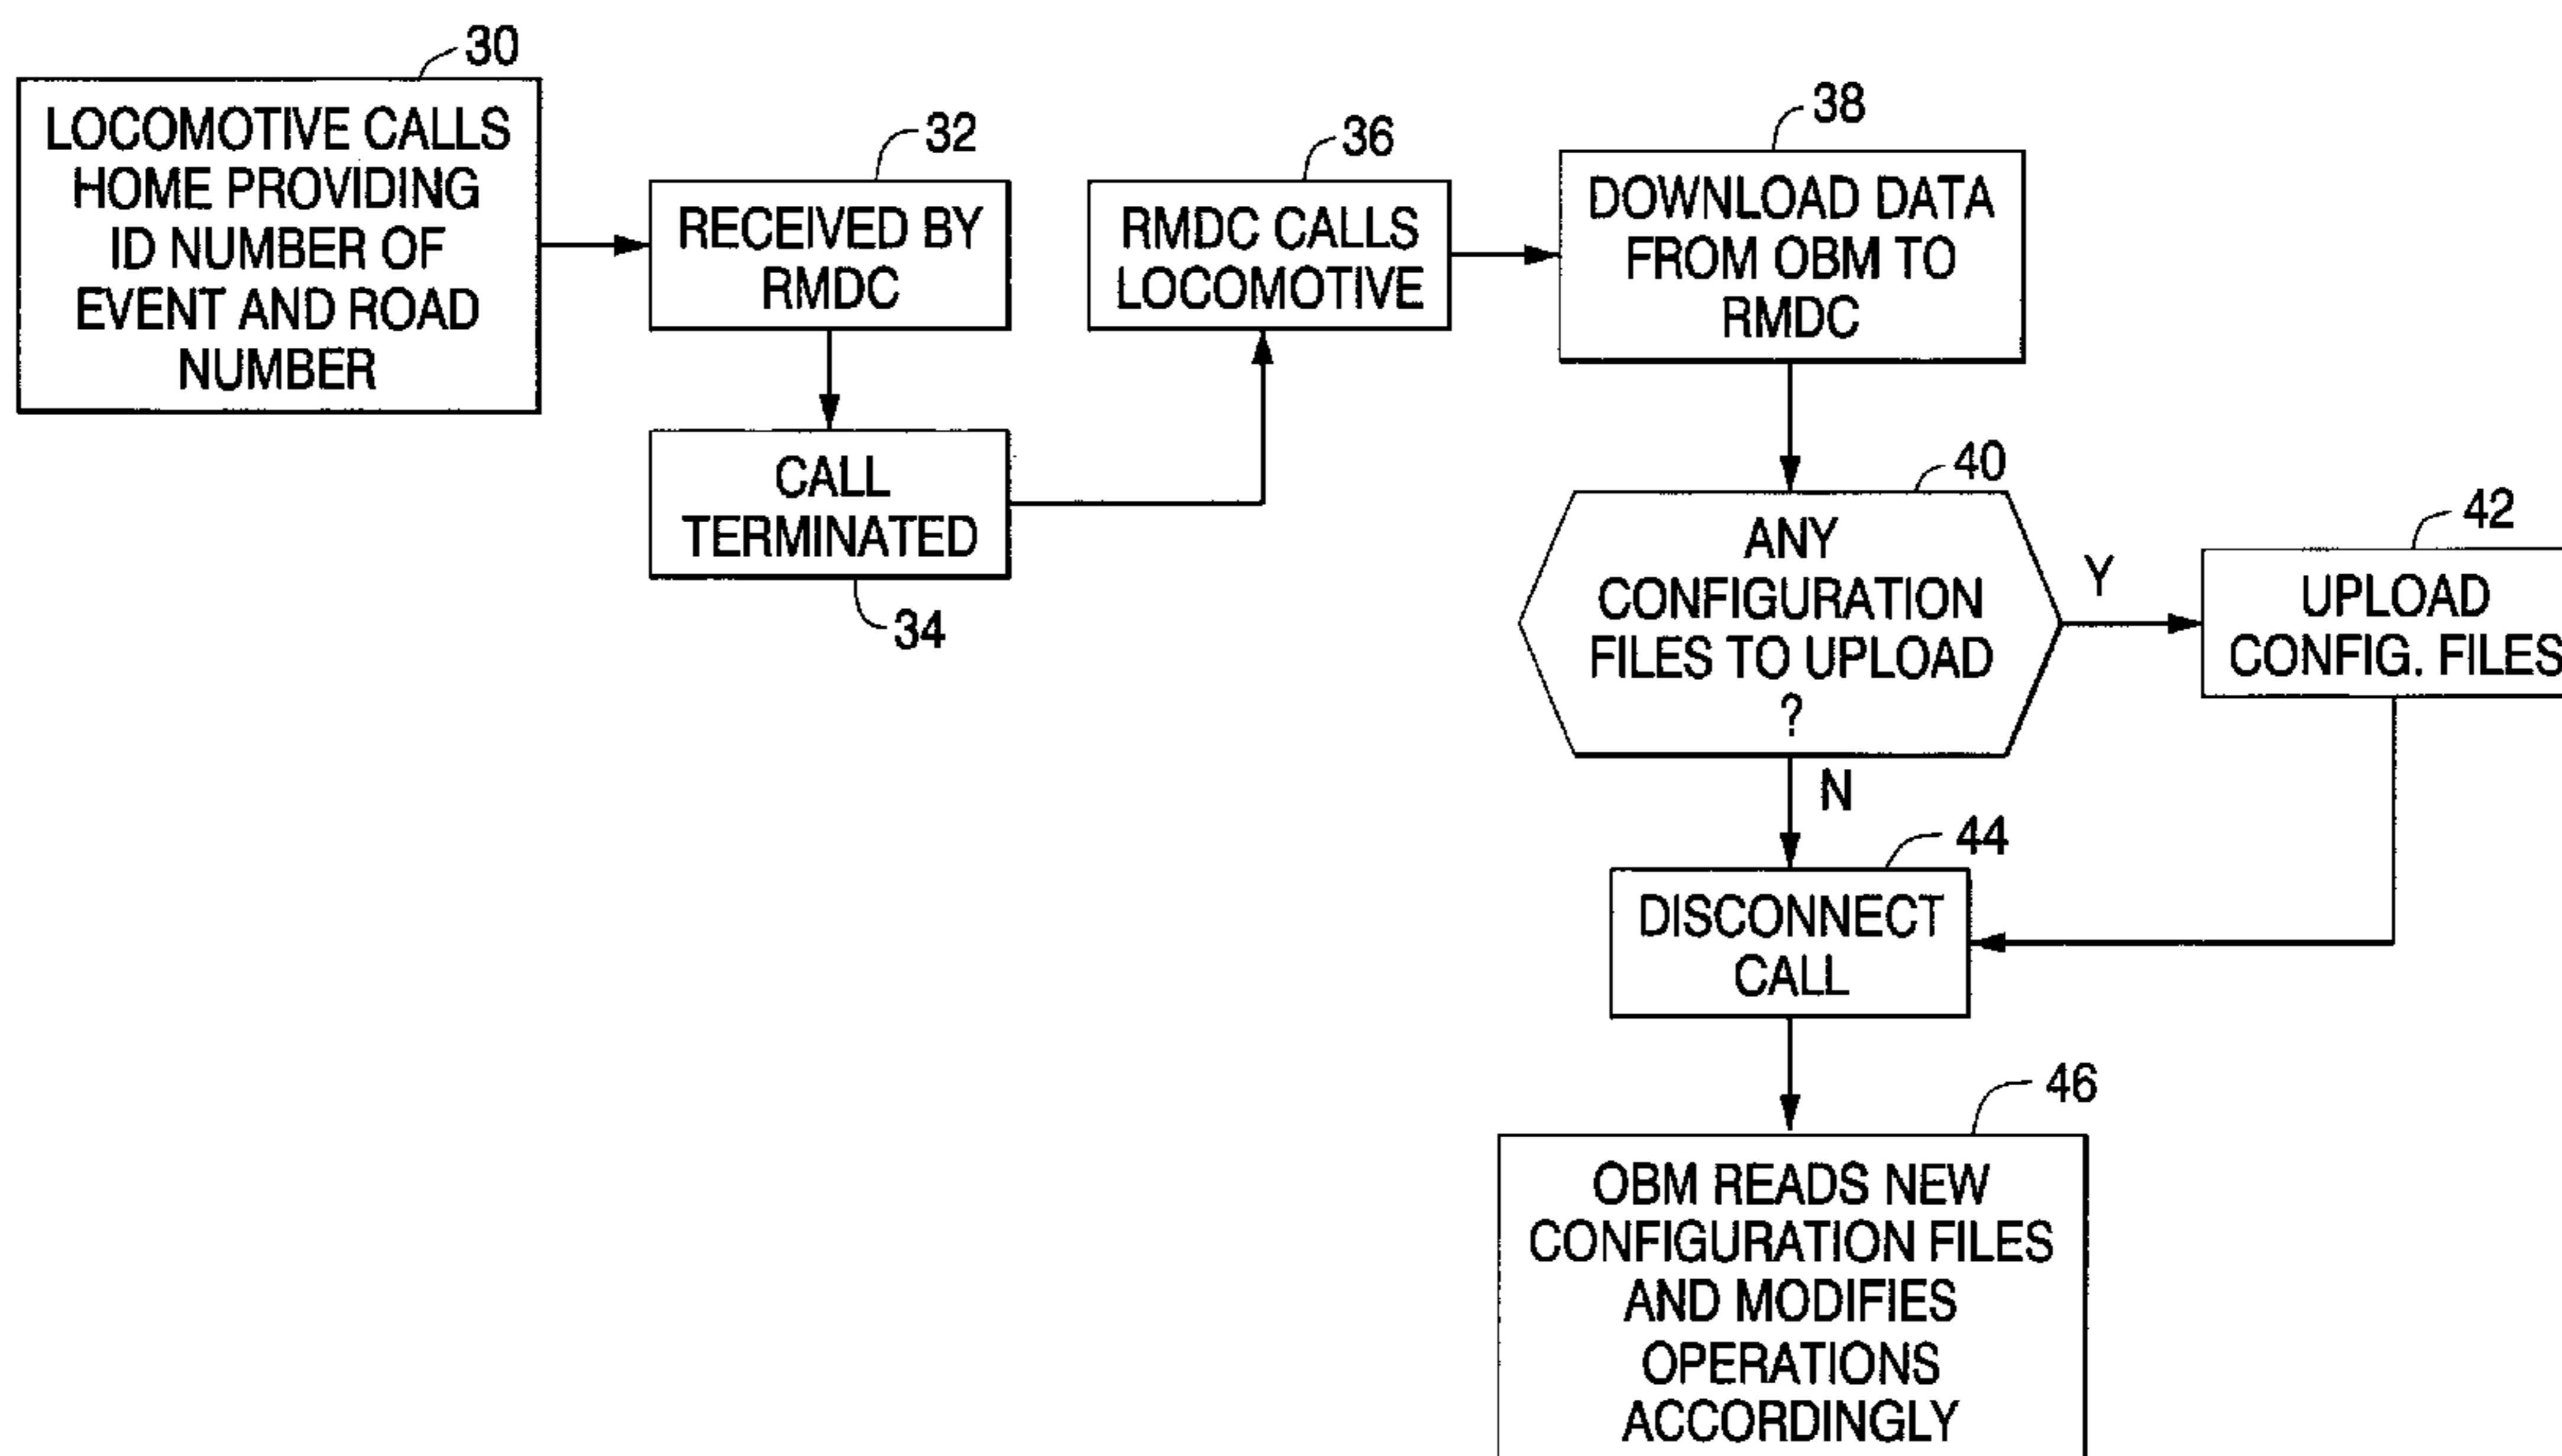 30
LOCOMOTIVE CALLS
HOME PROVIDING
ID NUMBER OF
EVENT AND ROAD
NUMBER
32
RECEIVED BY
RMDC
CALL
TERMINATED
34
36
RMDC CALLS
LOCOMOTIVE
38
DOWNLOAD DATA
FROM OBM TO
RMDC
40
ANY
CONFIGURATION
FILES TO UPLOAD
?
Y
42
UPLOAD
CONFIG. FILES
N
44
DISCONNECT
CALL
46
OBM READS NEW
CONFIGURATION FILES
AND MODIFIES
OPERATIONS
ACCORDINGLY